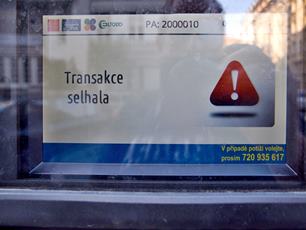 PA: 2000010
Transakce
selhala
V případě potíží volejte,
prosím 720 935 617